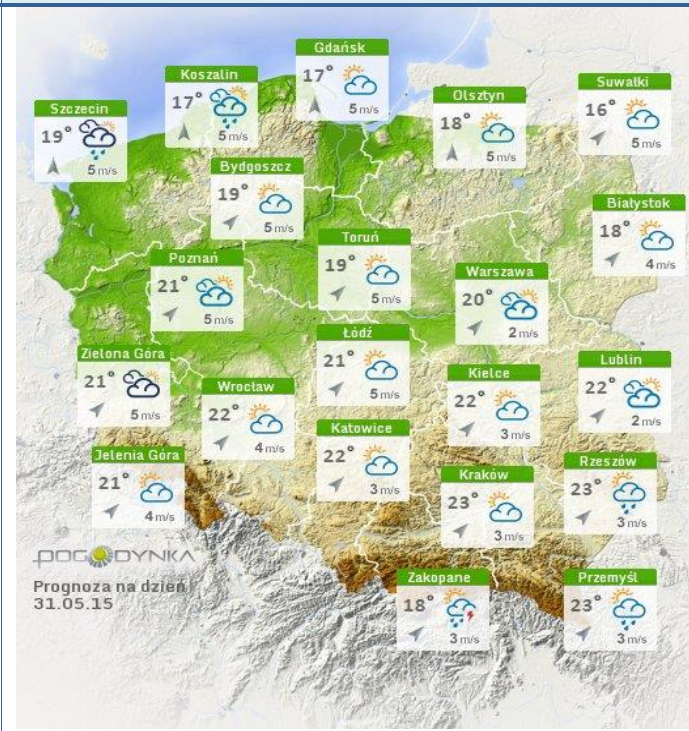 Gdańsk
17°
5 m/s
Koszalin
17°
5 m/s
Suwałki
16°
5 m/s
Olsztyn
18°
5 m/s
Szczecin
19°
5 m/s
Bydgoszcz
19°
5 m/s
Białystok
18°
4 m/s
Toruń
19°
5 m/s
Poznań
21°
5 m/s
Warszawa
20°
2 m/s
Łódź
21°
5 m/s
Zielona Góra
21°
5 m/s
Lublin
22°
2 m/s
Kielce
22°
3 m/s
Wrocław
22°
4 m/s
Katowice
22°
3 m/s
Jelenia Góra
21°
4 m/s
Rzeszów
23°
3 m/s
Kraków
23°
3 m/s
POGODYNKA
Prognoza na dzień
31.05.15
Zakopane
18°
3 m/s
Przemyśl
23°
3 m/s